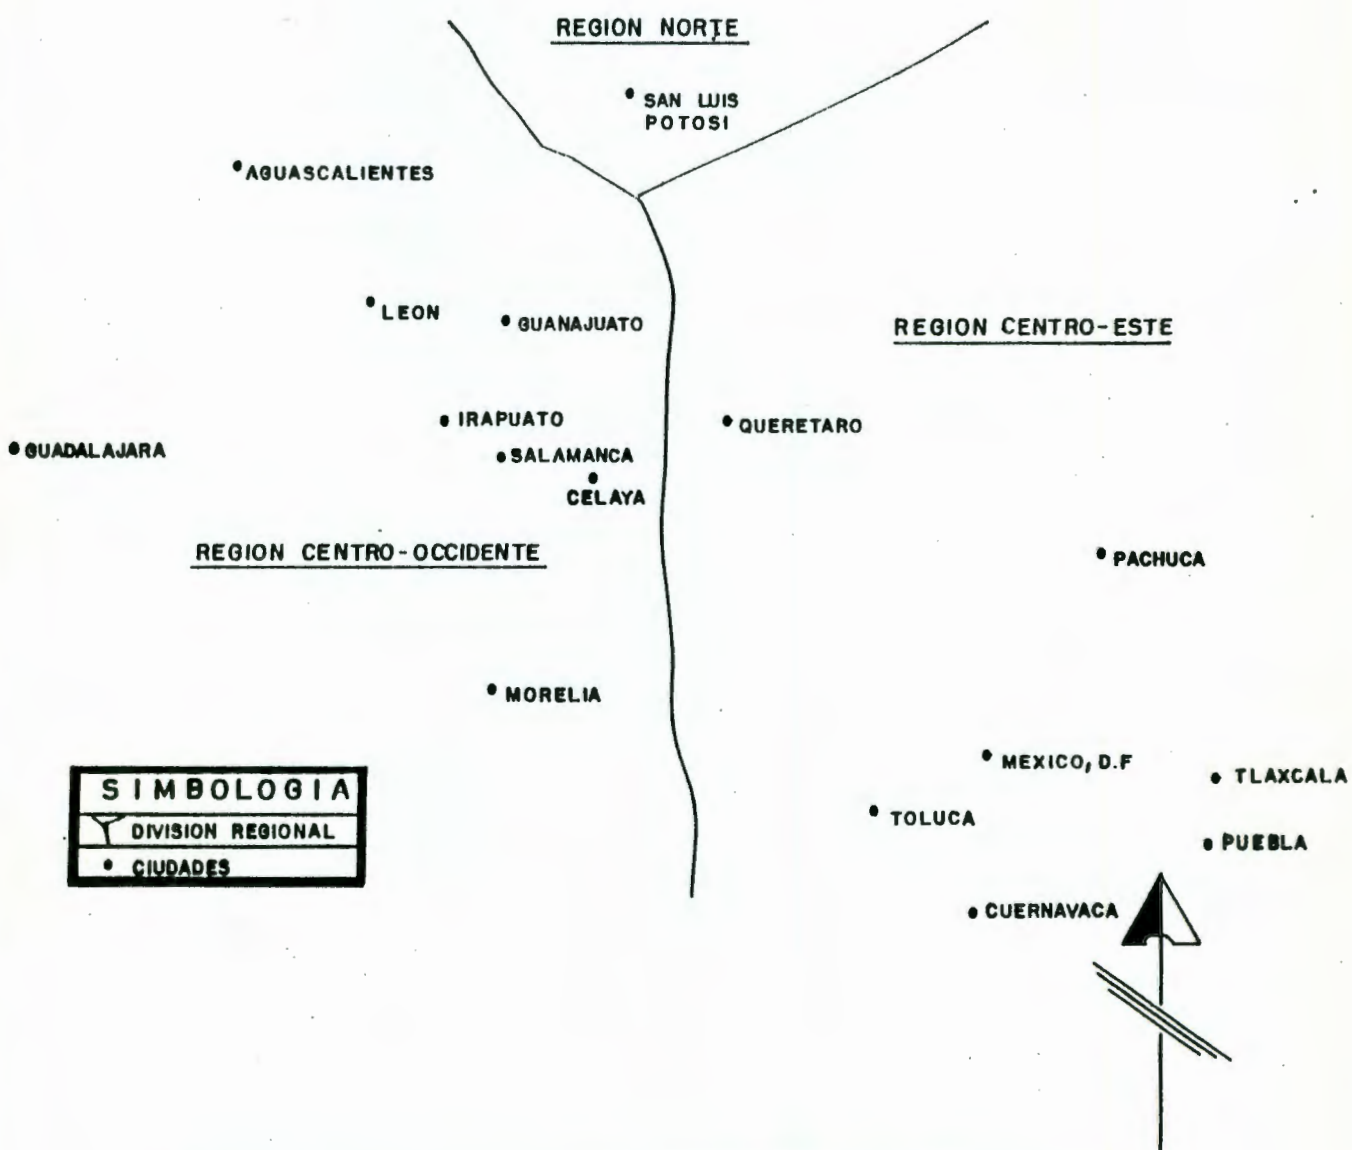 REGION NORTE
SAN LUIS
POTOSI
AGUASCALIENTES
LEON
GUANAJUATO
REGION CENTRO-ESTE
IRAPUATO
QUERETARO
GUADALAJARA
SALAMANCA
CELAYA
REGION CENTRO-OCCIDENTE
PACHUCA
MORELIA
MEXICO, D.F
TLAXCALA
SIMBOLOGIA
DIVISION REGIONAL
CIUDADES
TOLUCA
PUEBLA
CUERNAVACA